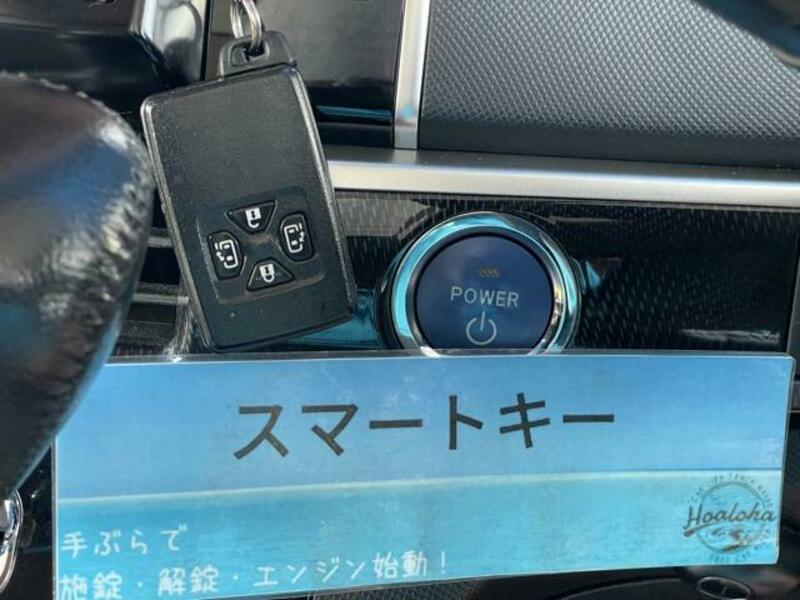 POWER
スマートキー
Hoaloha
手ぶらで
施錠・解錠・エンジン始動！